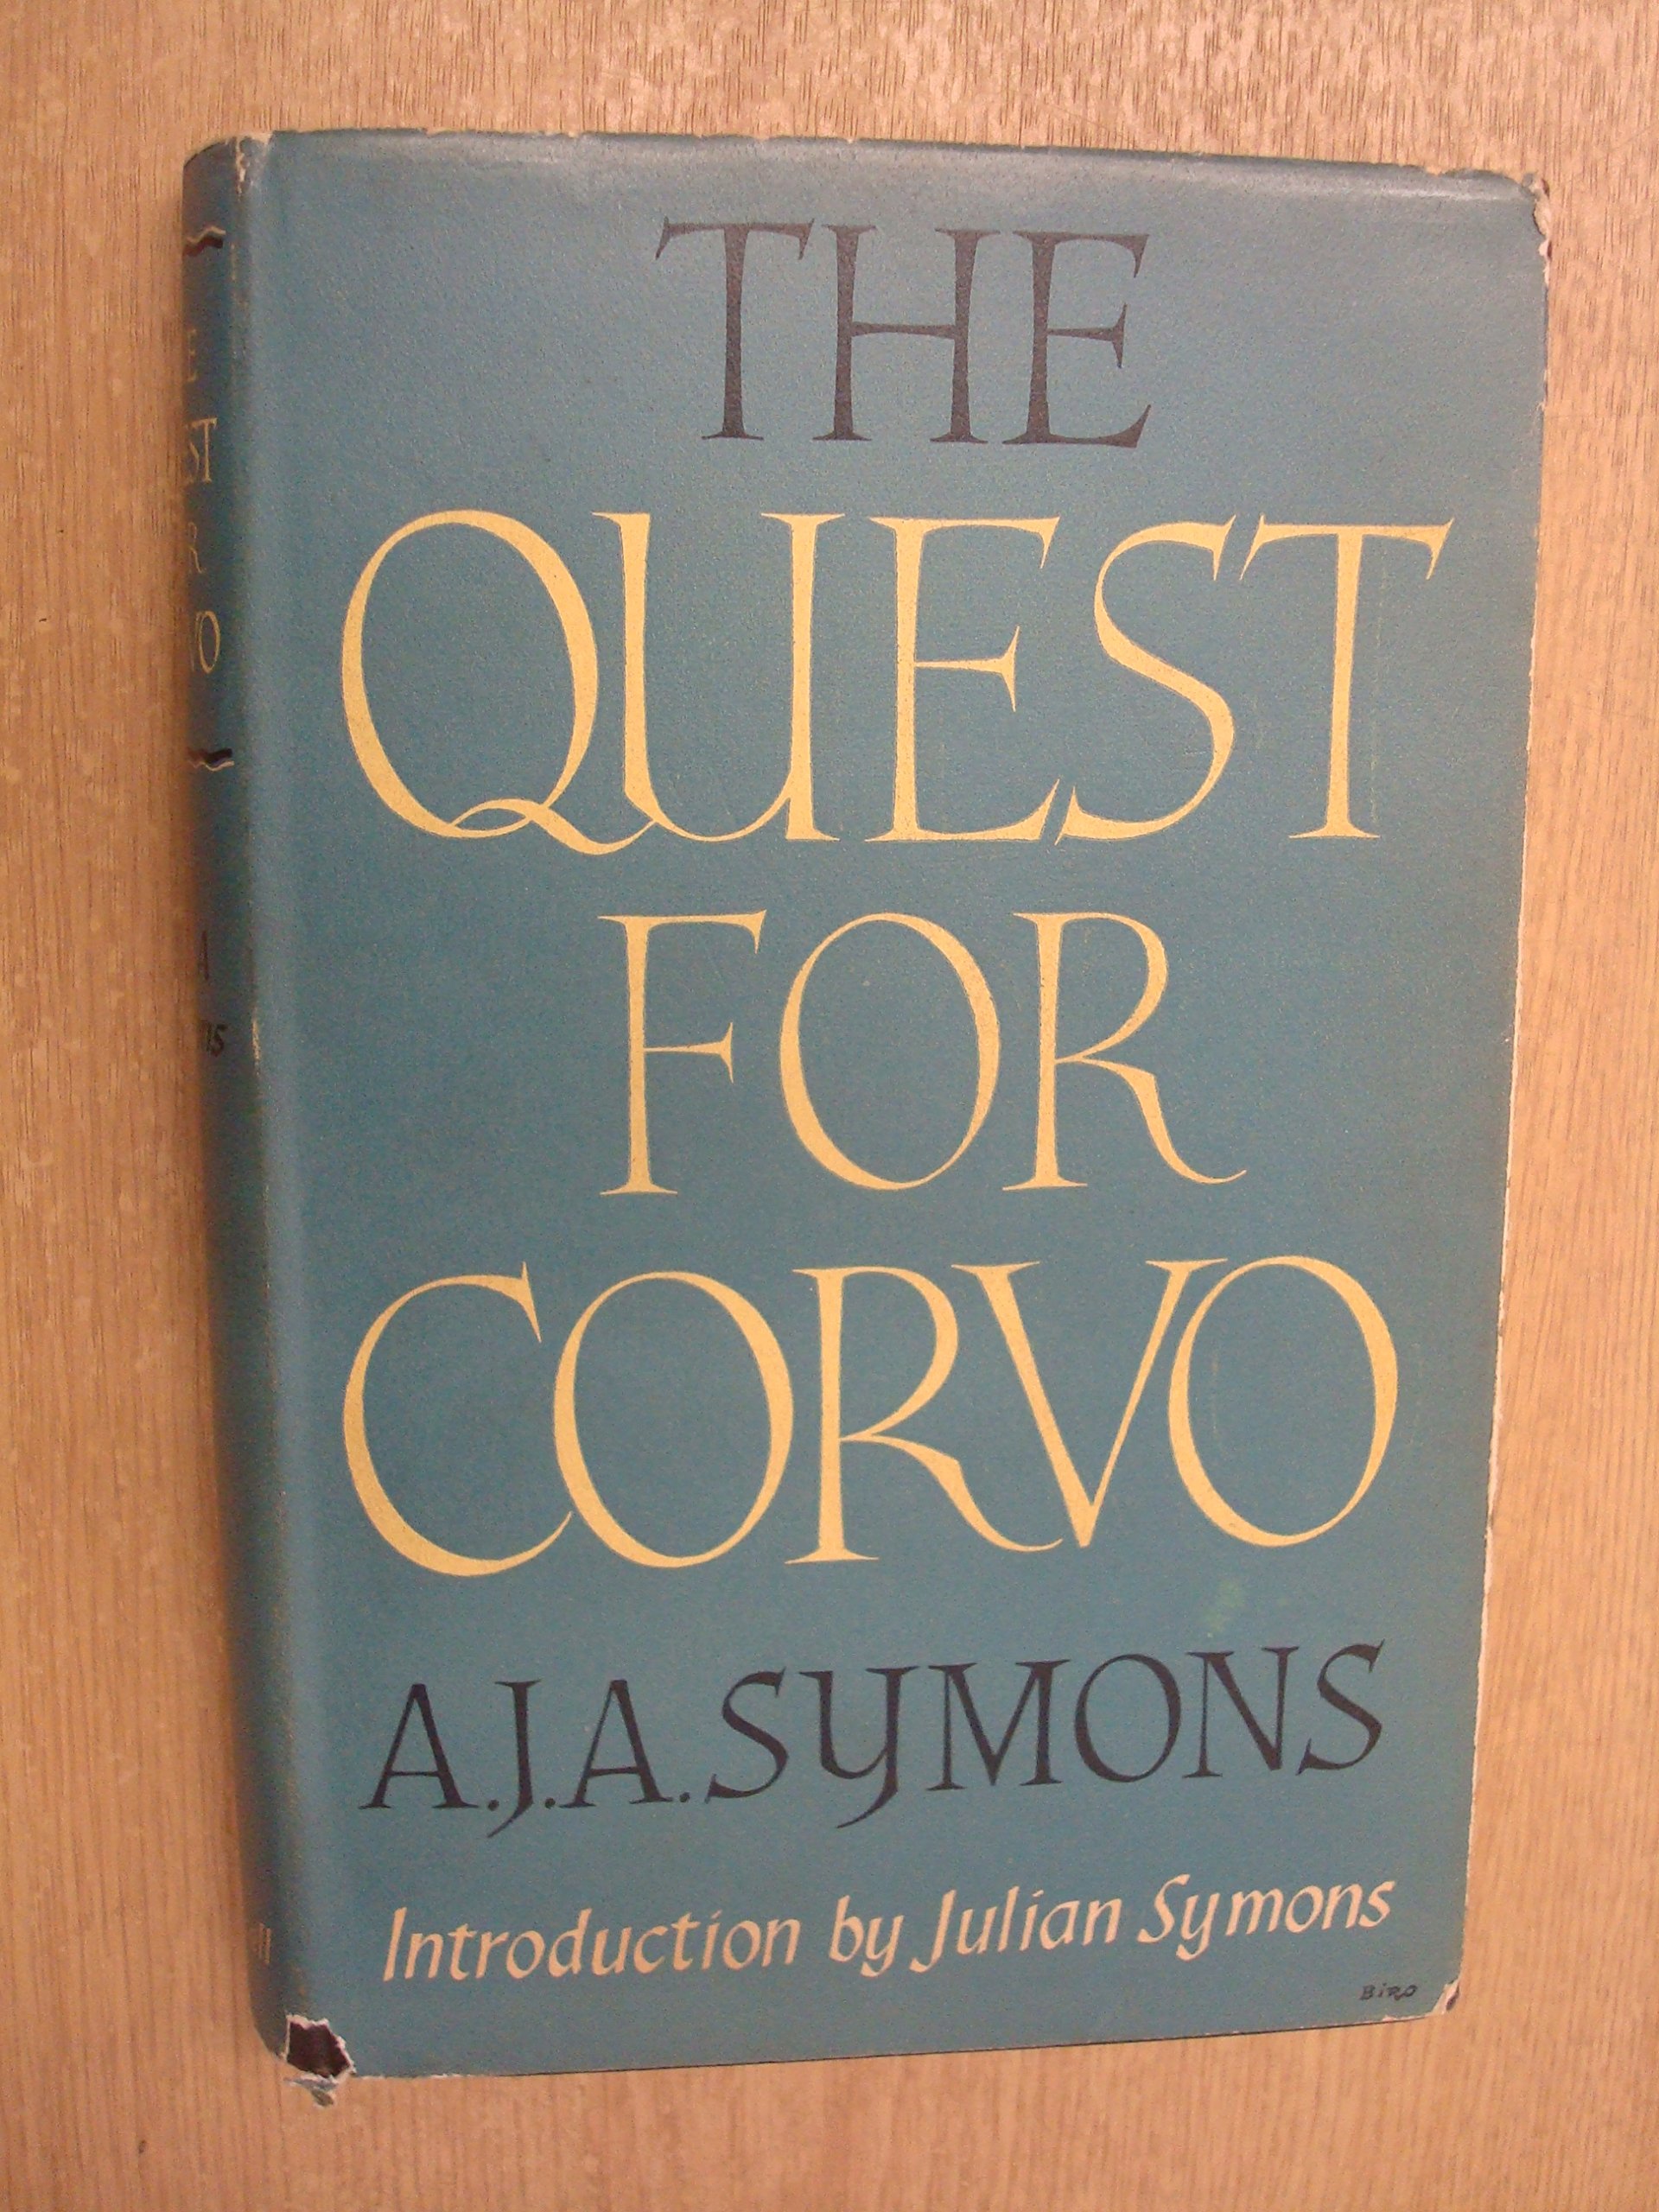 THE
QUEST
FOR
CORVO
A.J.A. SYMONS
Introduction by Julian Symons
BIRO